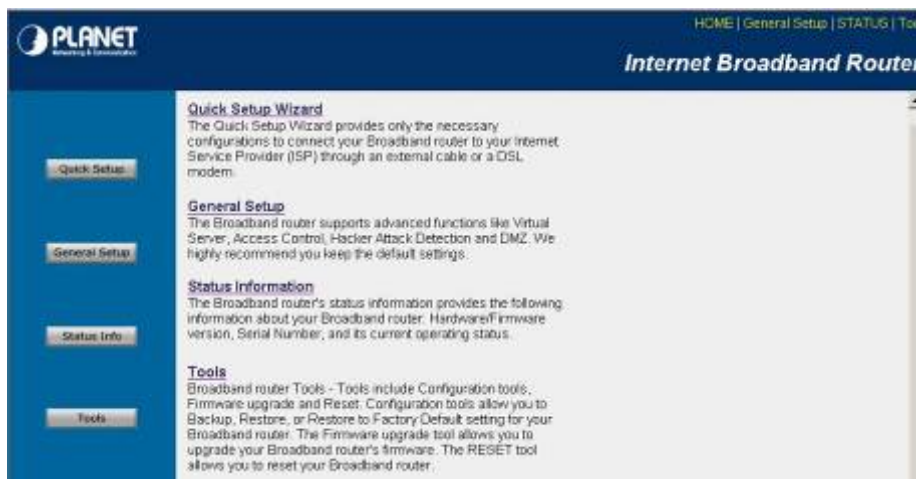 PLANET
Networking & Communication
HOME | General Setup | STATUS |
Internet Broadband Router
Quick Setup
General Setup
Status Info
Tools
Quick Setup Wizard
The Quick Setup Wizard provides only the necessary
configurations to connect your Broadband router to your Internet
Service Provider (ISP) through an external cable or a DSL
modem.
General Setup
The Broadband router supports advanced functions like Virtual
Server, Access Control, Hacker Attack Detection and DMZ. We
highly recommend you keep the default settings.
Status Information
The Broadband router's status information provides the following
information about your Broadband router: Hardware/Firmware
version, Serial Number, and its current operating status.
Tools
Broadband router Tools - Tools include Configuration tools,
Firmware upgrade and Reset. Configuration tools allow you to
Backup, Restore, or Restore to Factory Default setting for your
Broadband router. The Firmware upgrade tool allows you to
upgrade your Broadband router's firmware. The RESET tool
allows you to reset your Broadband router.